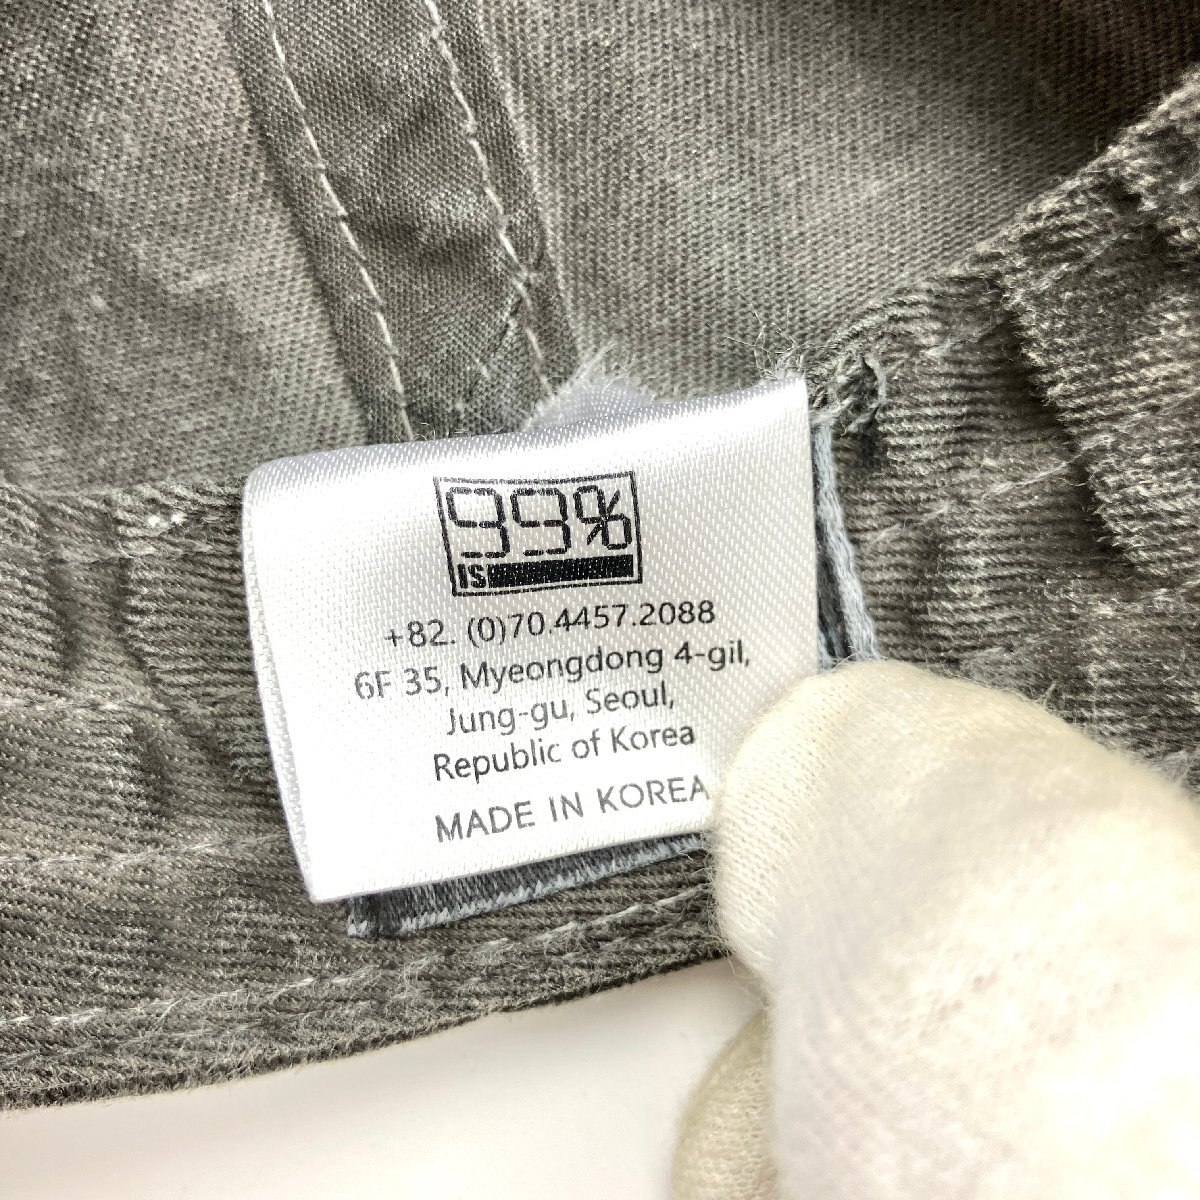 99%
IS
+82. (0)70.4457.2088
6F 35, Myeongdong 4-gil,
Jung-gu, Seoul,
Republic of Korea
MADE IN KOREA